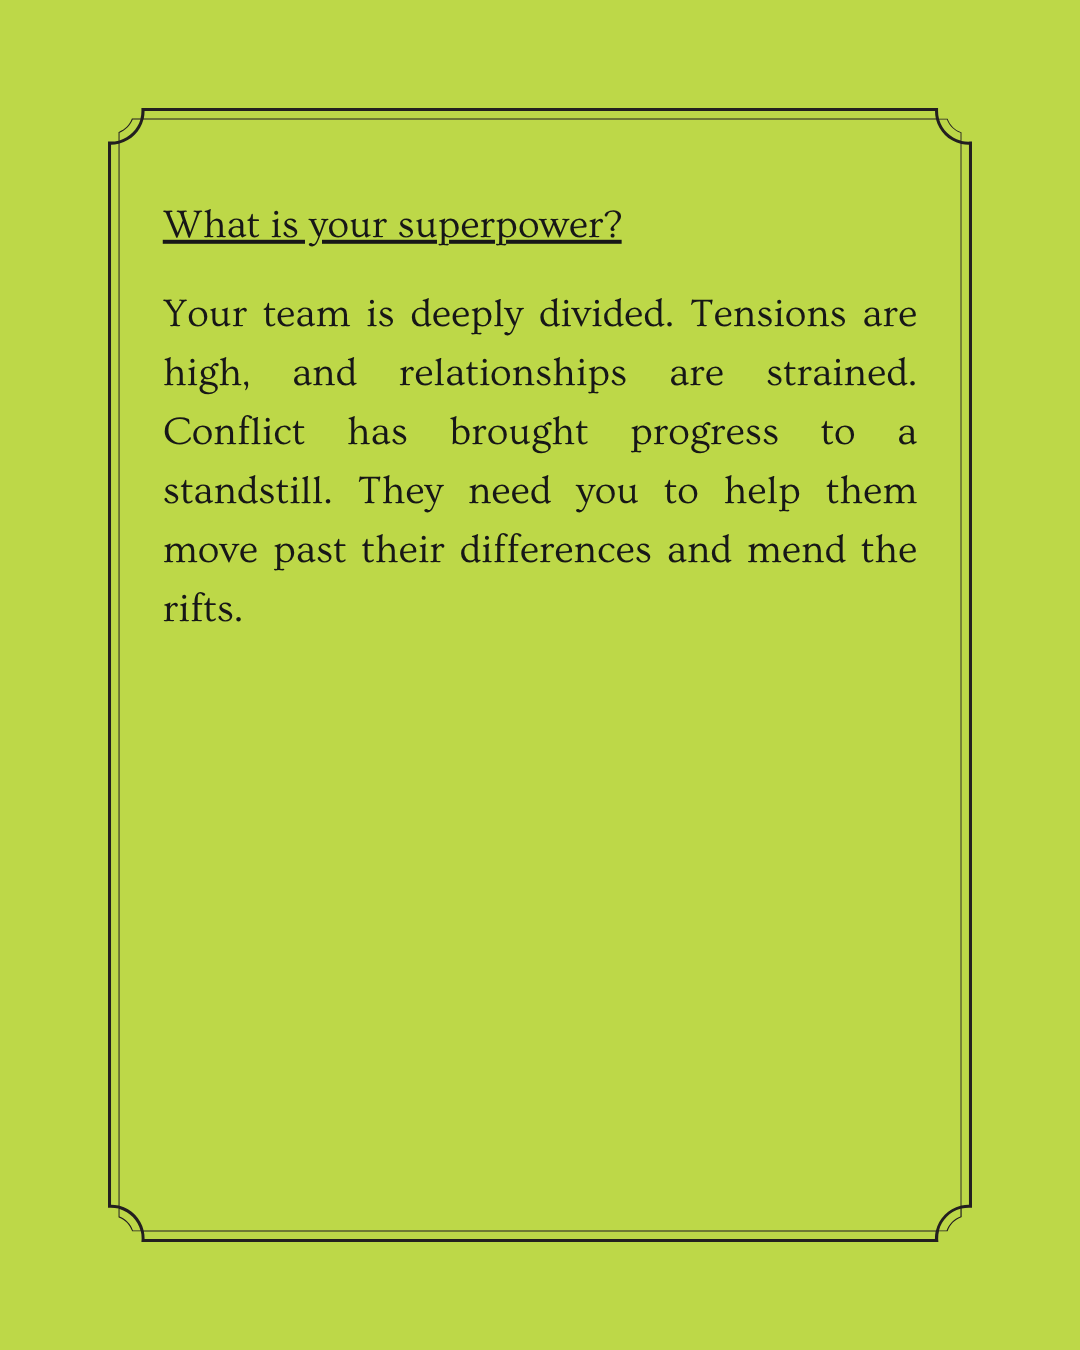 What is your superpower?
Your team is deeply divided. Tensions are
high, and relationships are strained.
Conflict has brought progress to a
standstill. They need you to help them
move past their differences and mend the
rifts.